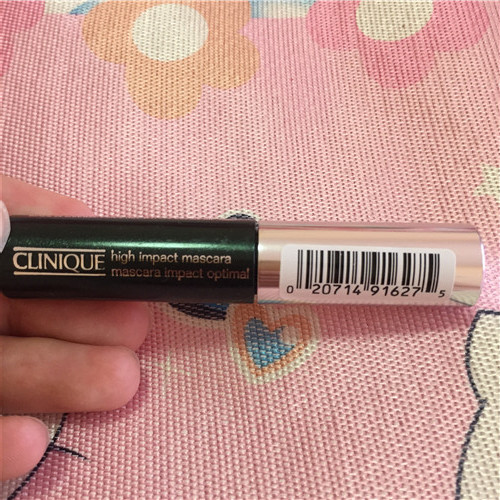 CLINIQUE
high impact mascara
mascara impact optimal
0 20714 91627 5